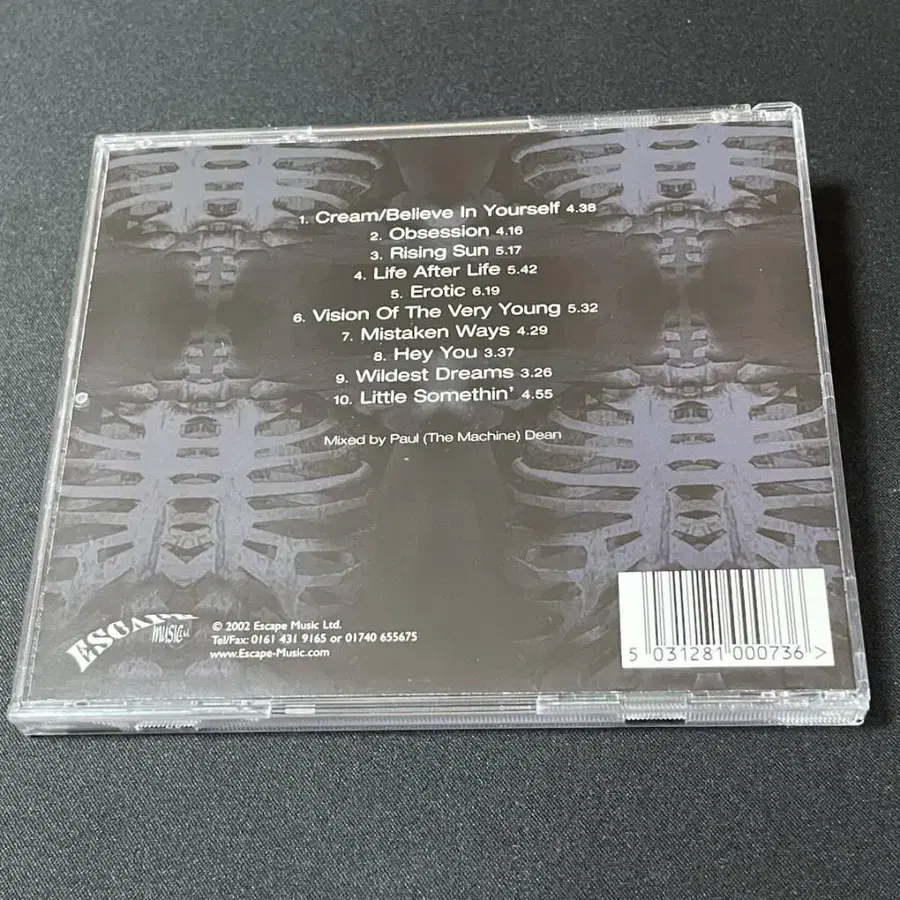 1. Cream/Believe In Yourself 4.38
2. Obsession 4.16
3. Rising Sun 5.17
4. Life After Life 5.42
5. Erotic 6.19
6. Vision Of The Very Young 5.32
7. Mistaken Ways 4.29
8. Hey You 3.37
9. Wildest Dreams 3.26
10. Little Somethin' 4.55
Mixed by Paul (The Machine) Dean
ESCAPE
music
© 2002 Escape Music Ltd.
Tel/Fax: 0161 431 9165 or 01740 655675
www.Escape-Music.com
5 031281 000736 >